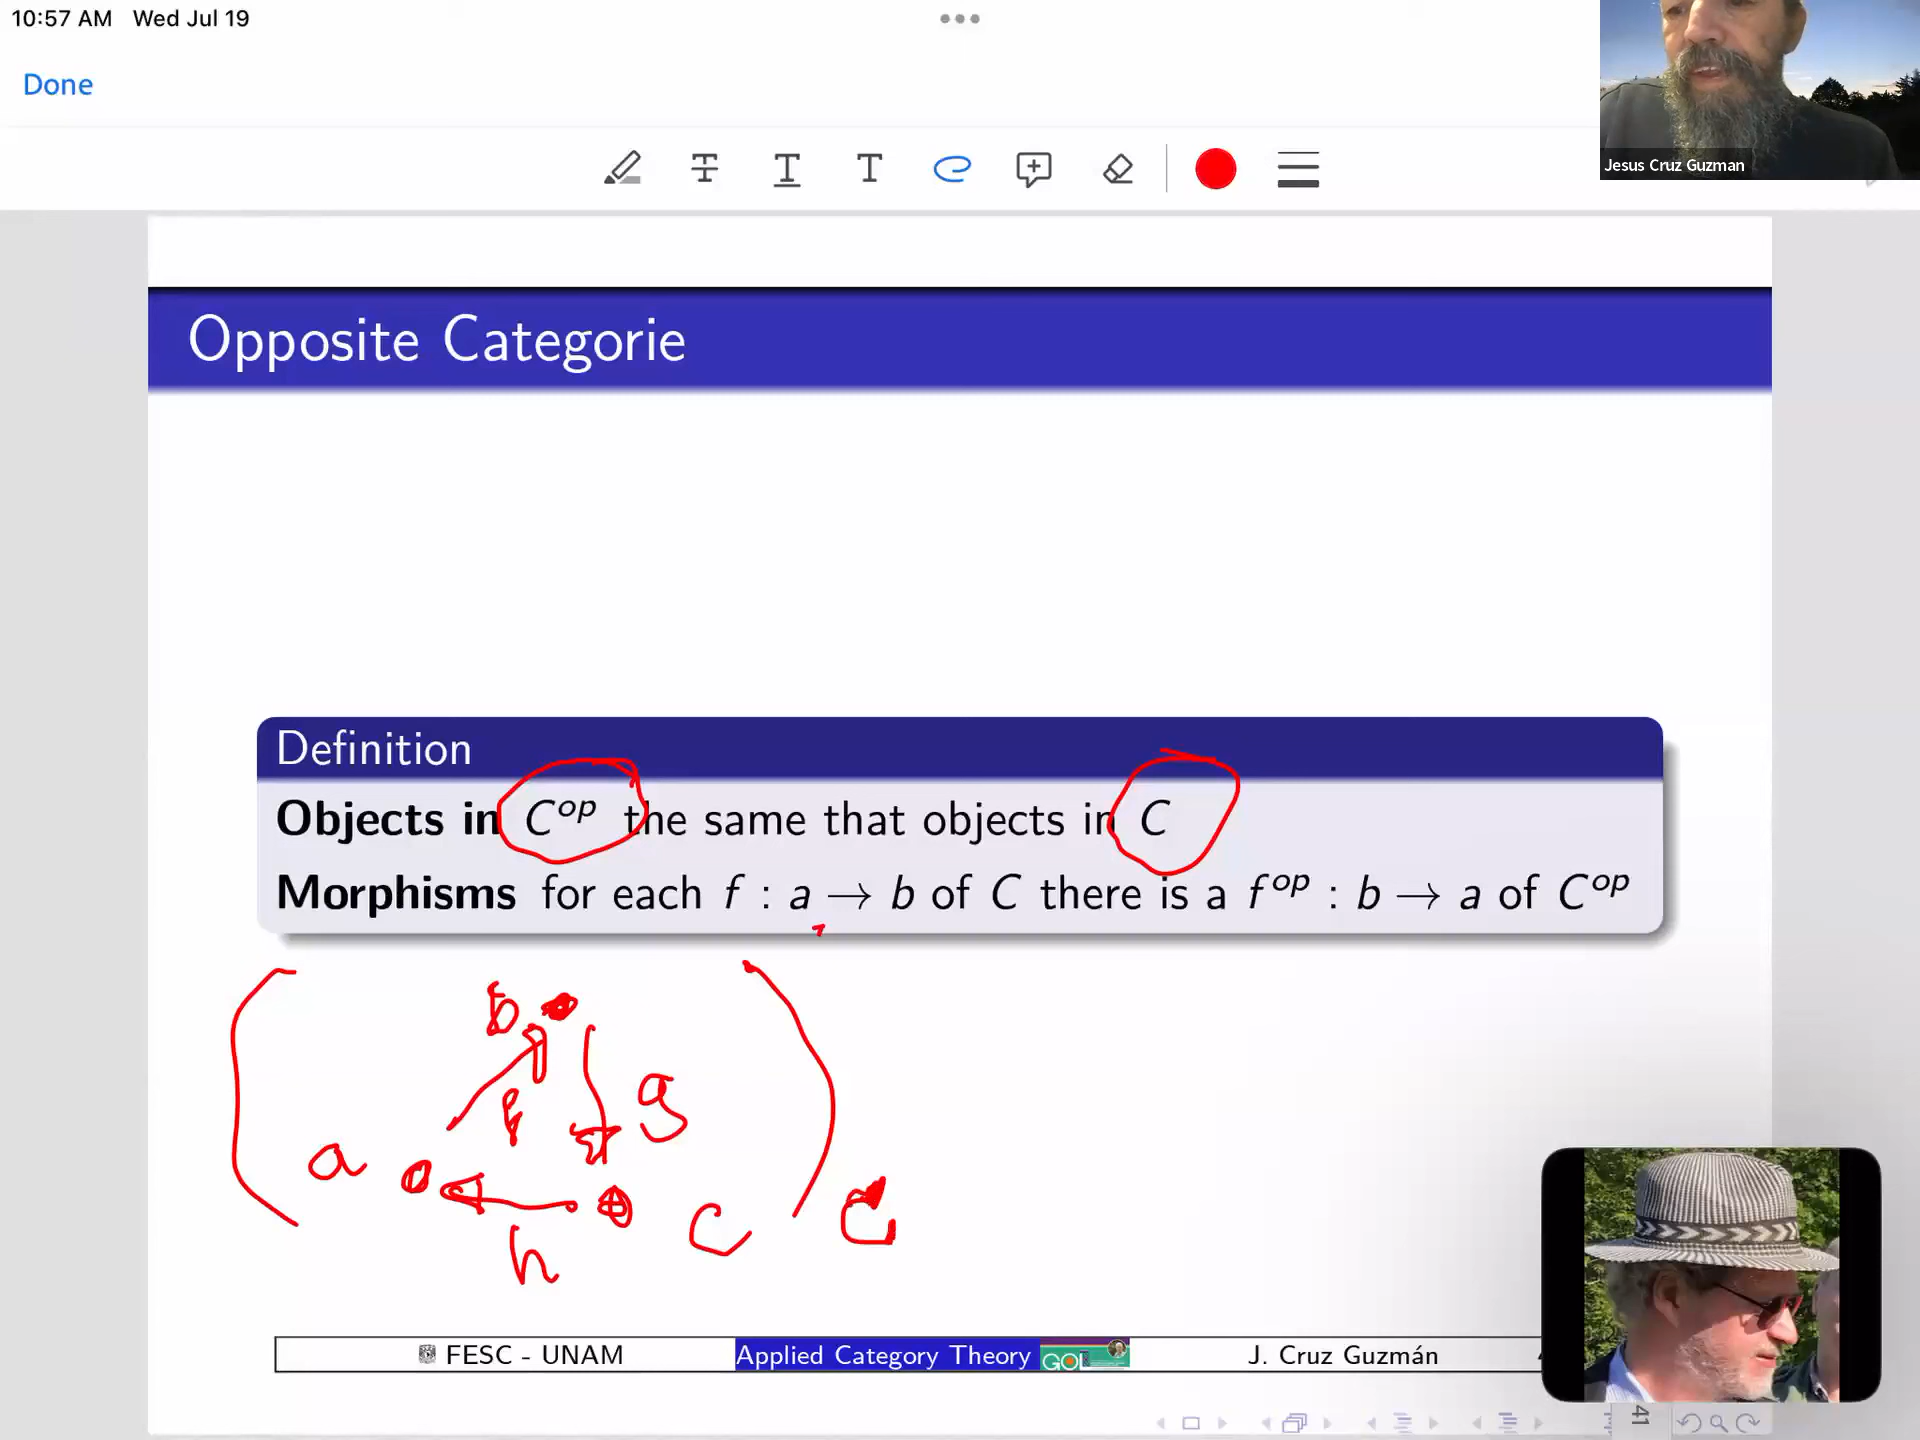 10:57 AM Wed Jul 19
Done
Jesus Cruz Guzman
Opposite Categorie
Definition
Objects in C^op the same that objects in C
Morphisms for each f : a → b of C there is a f^op : b → a of C^op
b
f
g
a
h
C
C
FESC - UNAM
Applied Category Theory
J. Cruz Guzmán
41